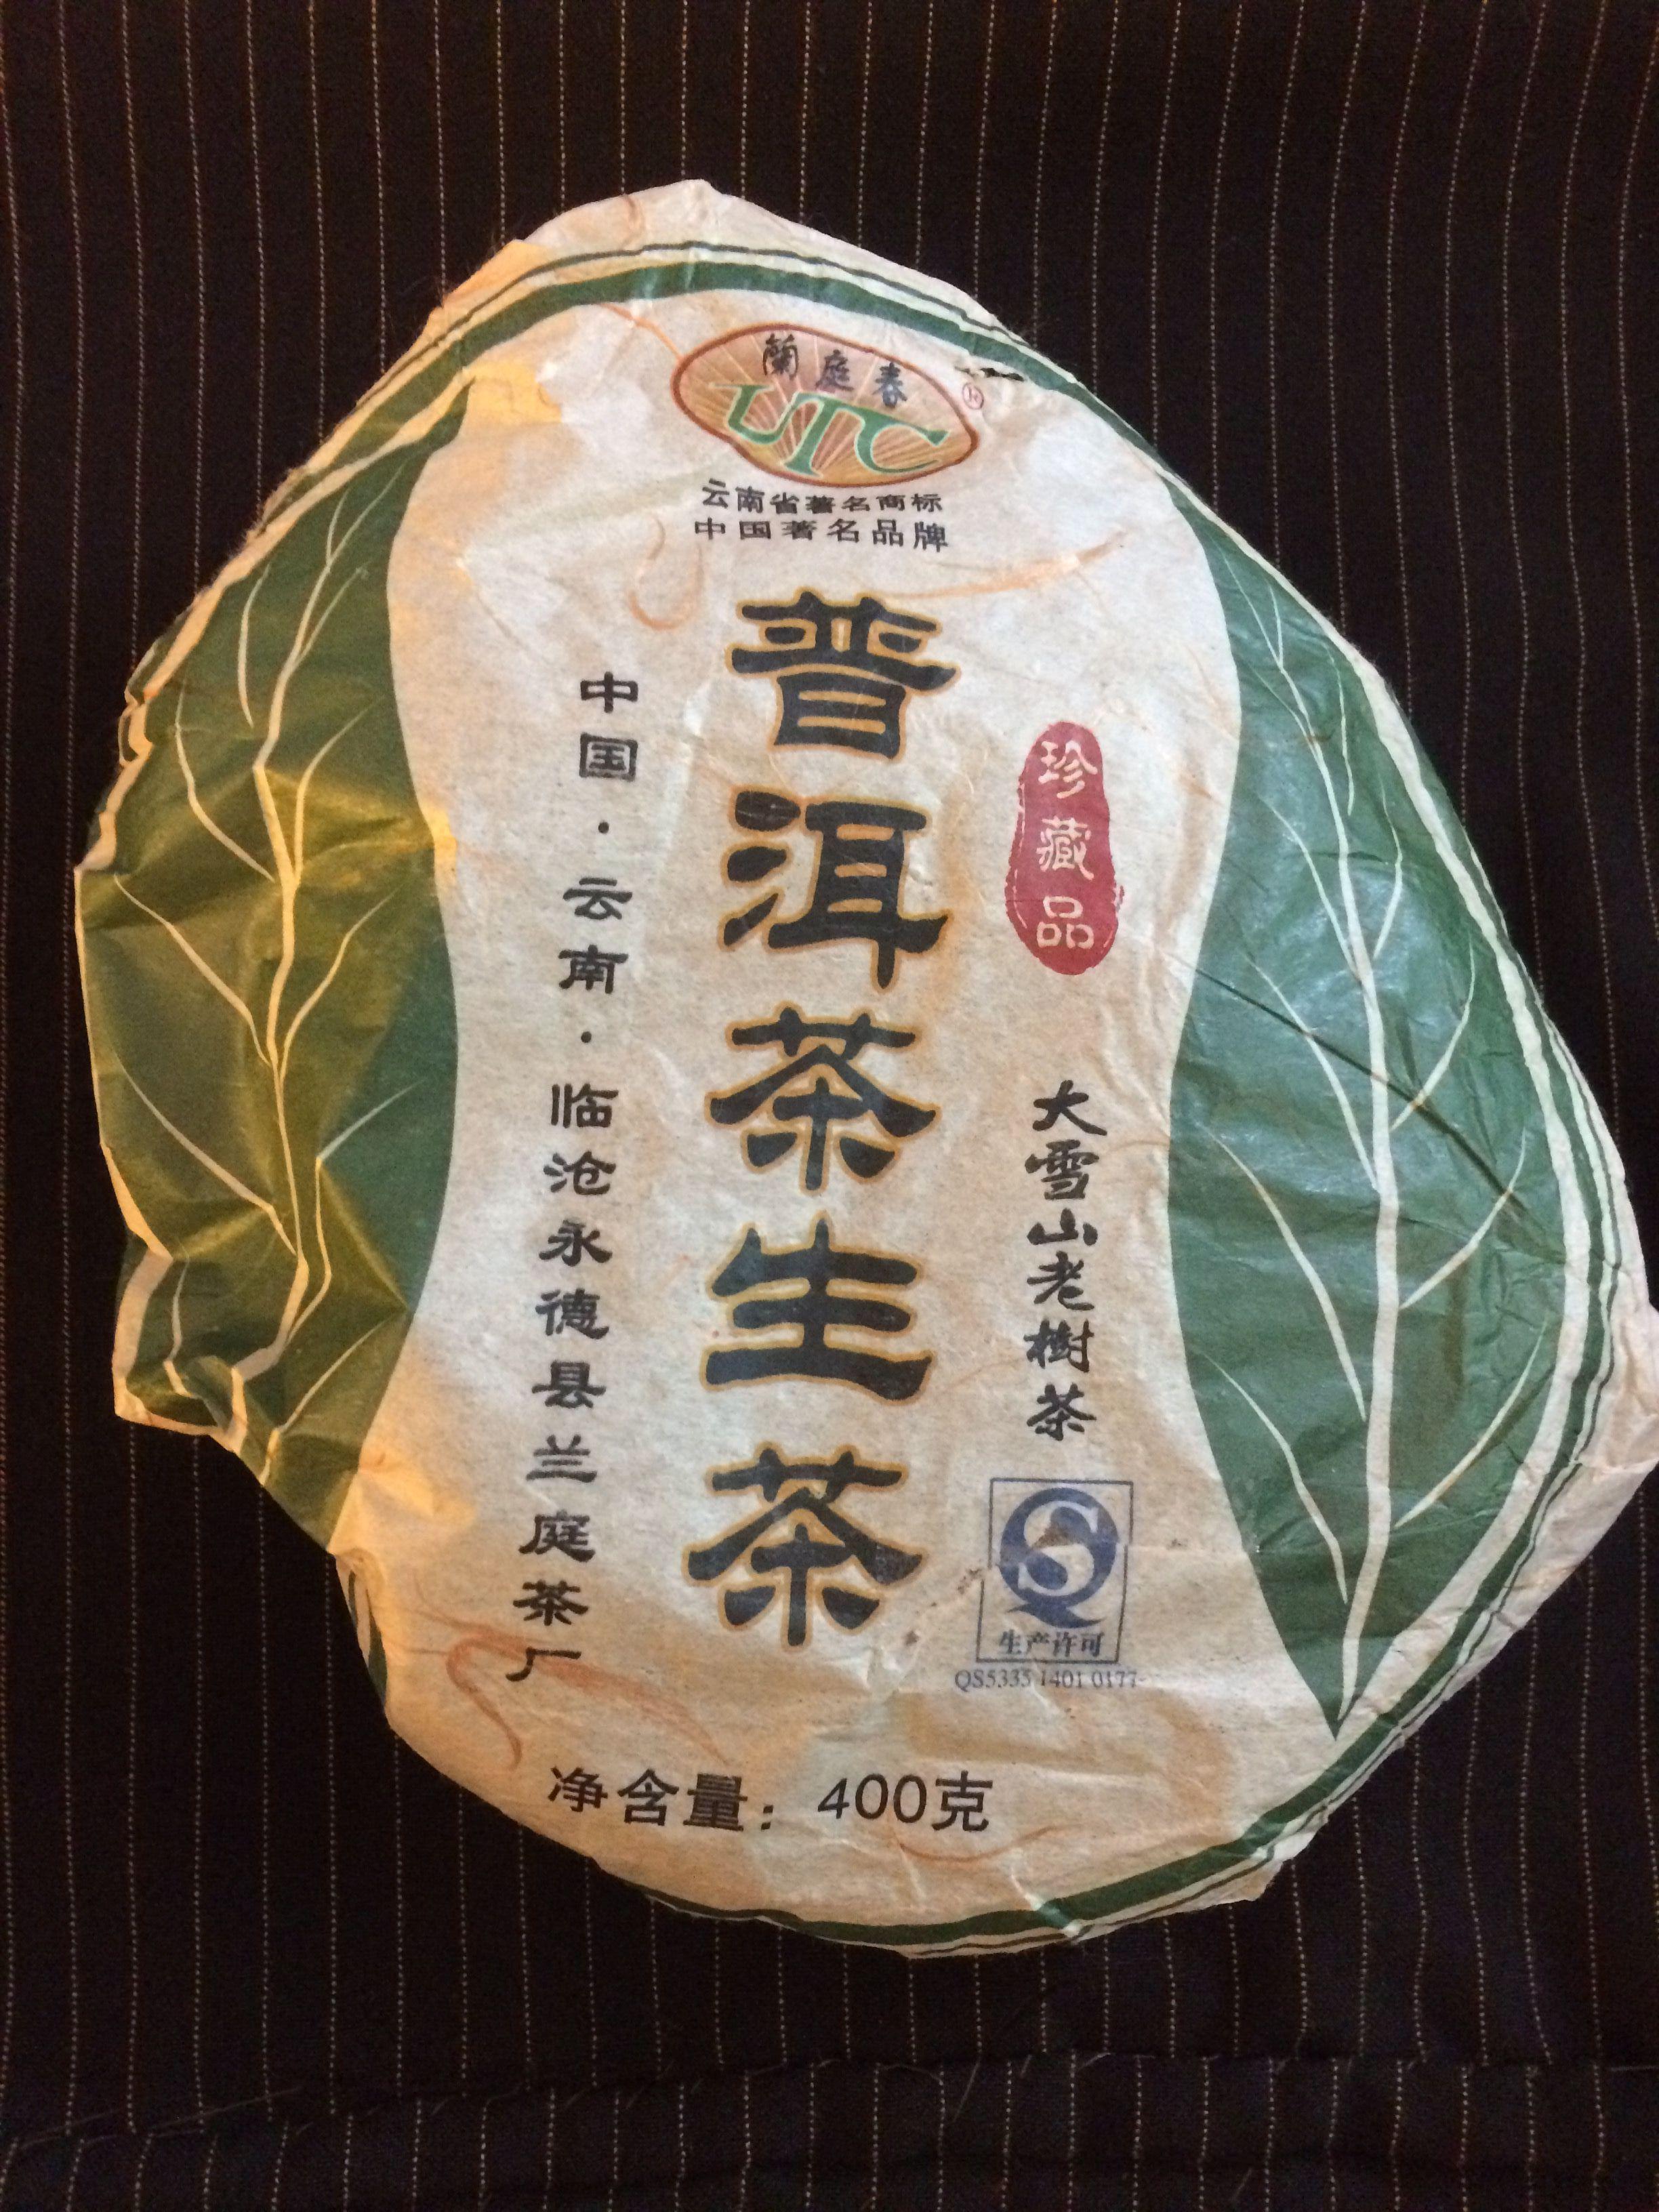 蘭庭春
UTC
®
云南省著名商标
中国著名品牌
普洱茶生茶
珍藏品
大雪山老樹茶
中国·云南·临沧永德县兰庭茶厂
QS
生产许可
QS5335 1401 0177
净含量：400克